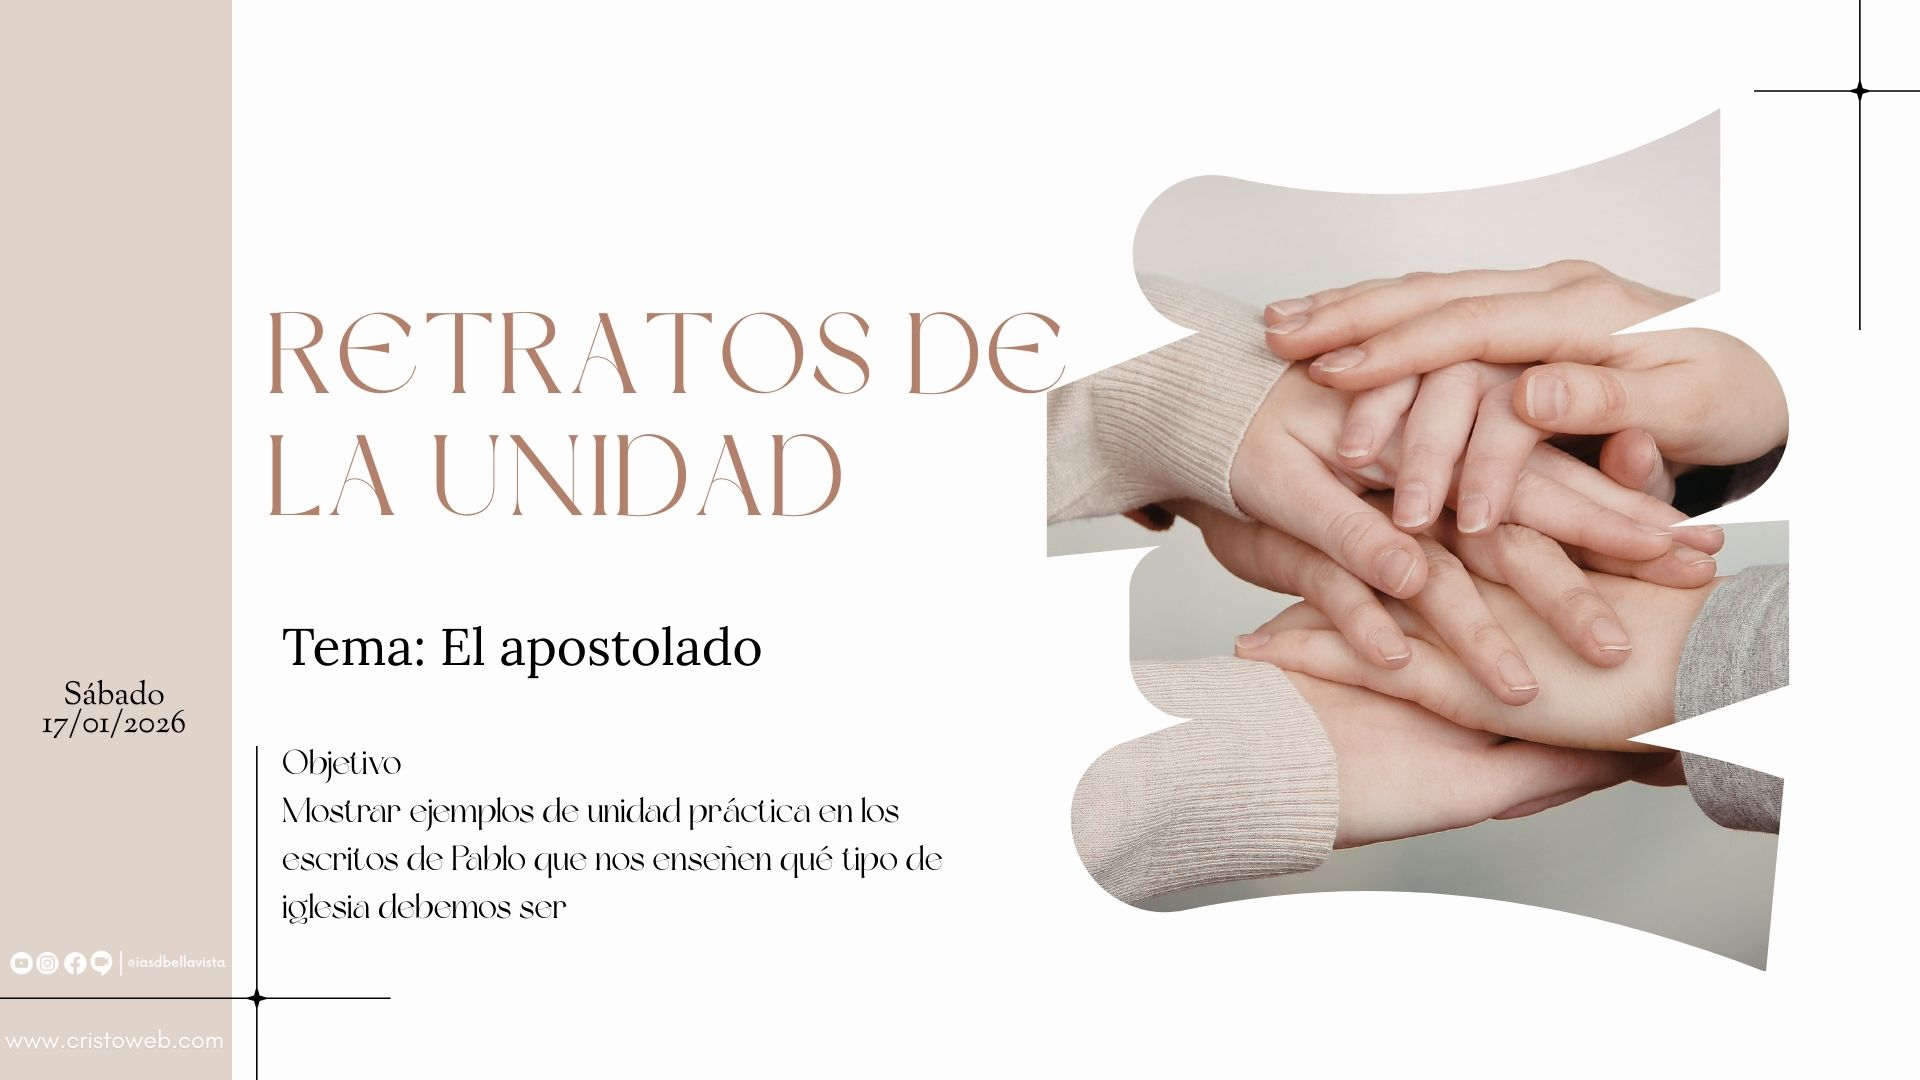 RETRATOS DE
LA UNIDAD
Tema: El apostolado
Sábado
17/01/2026
Objetivo
Mostrar ejemplos de unidad práctica en los
escritos de Pablo que nos enseñen qué tipo de
iglesia debemos ser
@iasdbellavista
www.cristoweb.com